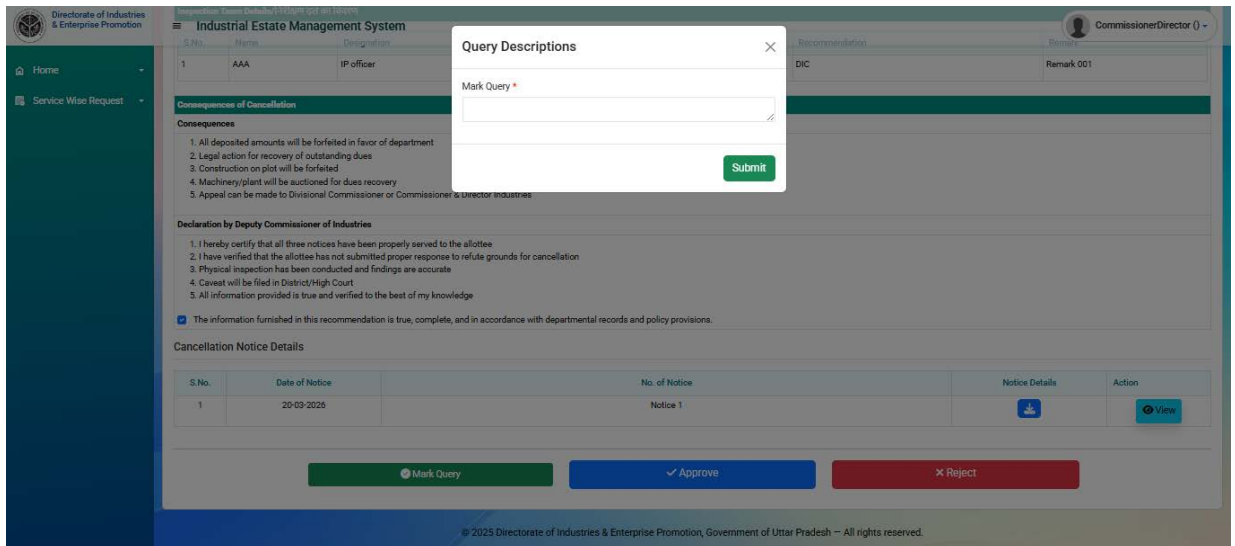 Directorate of Industries
& Enterprise Promotion
Inspection Team Details/निरीक्षण दल का विवरण
Industrial Estate Management System
CommissionerDirector ()
S.No. Name Designation Recommendation Remark
1 AAA IP officer DIC Remark 001
Home
Service Wise Request
Query Descriptions
Mark Query *
Submit
Consequences of Cancellation
Consequences
1. All deposited amounts will be forfeited in favor of department
2. Legal action for recovery of outstanding dues
3. Construction on plot will be forfeited
4. Machinery/plant will be auctioned for dues recovery
5. Appeal can be made to Divisional Commissioner or Commissioner & Director Industries
Declaration by Deputy Commissioner of Industries
1. I hereby certify that all three notices have been properly served to the allottee
2. I have verified that the allottee has not submitted proper response to refute grounds for cancellation
3. Physical inspection has been conducted and findings are accurate
4. Caveat will be filed in District/High Court
5. All information provided is true and verified to the best of my knowledge
The information furnished in this recommendation is true, complete, and in accordance with departmental records and policy provisions.
Cancellation Notice Details
S.No. Date of Notice No. of Notice Notice Details Action
1 20-03-2026 Notice 1 View
Mark Query Approve Reject
© 2025 Directorate of Industries & Enterprise Promotion, Government of Uttar Pradesh — All rights reserved.